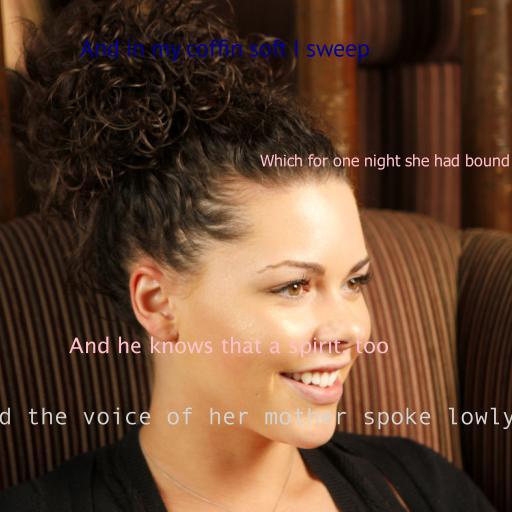 And in my coffin soft I sweep
Which for one night she had bound
And he knows that a spirit, too
d the voice of her mother spoke lowly